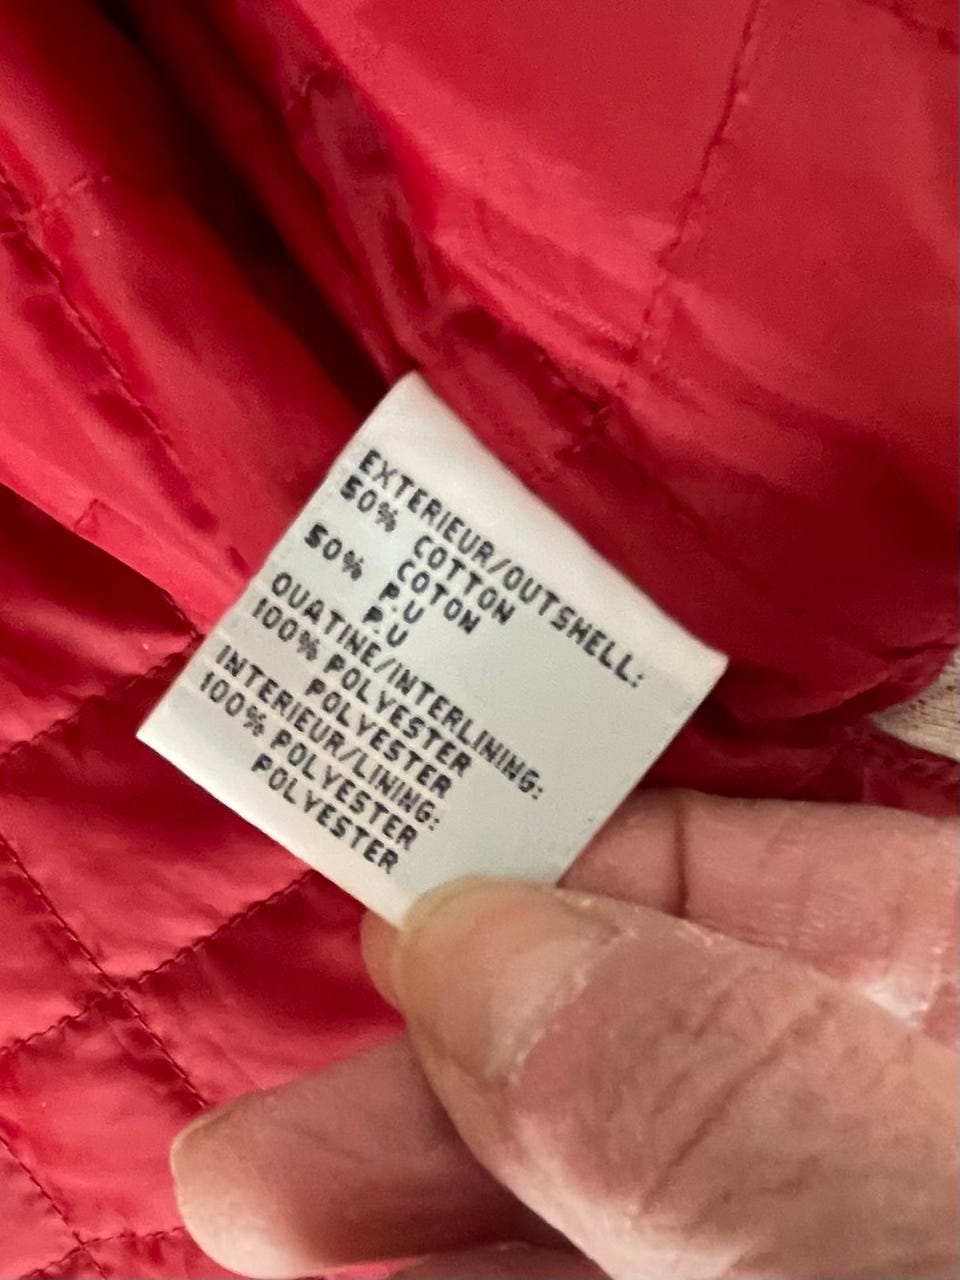 EXTERIEUR/OUTSHELL:
50% COTTON
COTON
50% P.U
P.U
OUATINE/INTERLINING:
100% POLYESTER
POLYESTER
INTERIEUR/LINING:
100% POLYESTER
POLYESTER